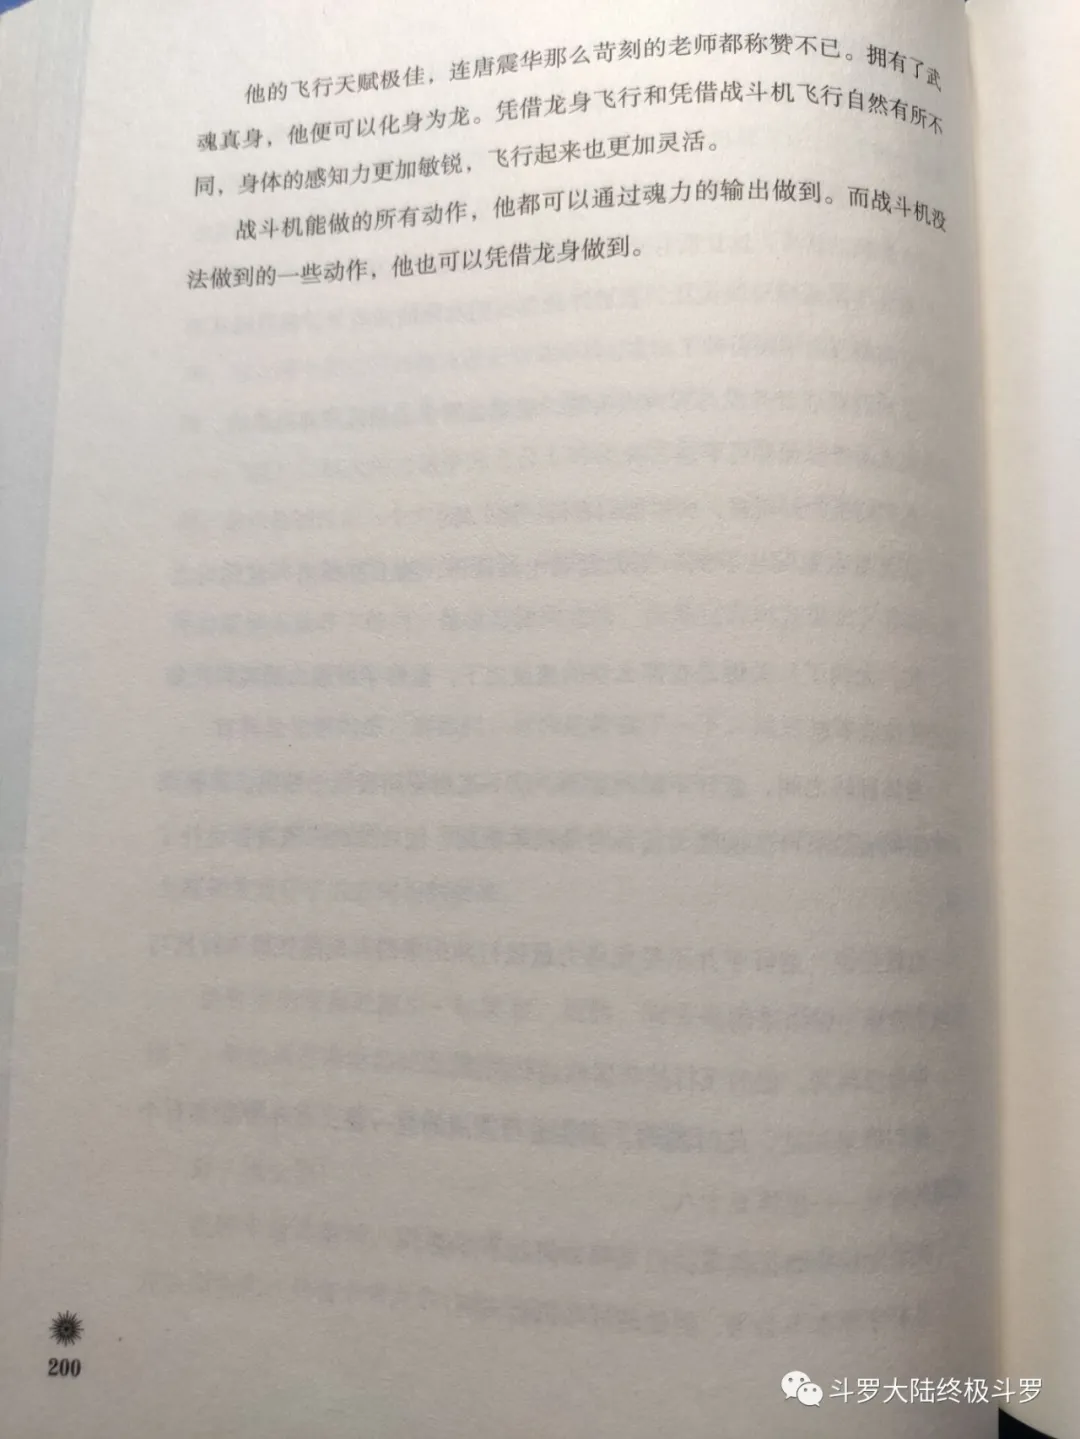 他的飞行天赋极佳，连唐震华那么苛刻的老师都称赞不已。拥有了武
魂真身，他便可以化身为龙。凭借龙身飞行和凭借战斗机飞行自然有所不
同，身体的感知力更加敏锐，飞行起来也更加灵活。
战斗机能做的所有动作，他都可以通过魂力的输出做到。而战斗机没
法做到的一些动作，他也可以凭借龙身做到。
200
斗罗大陆终极斗罗